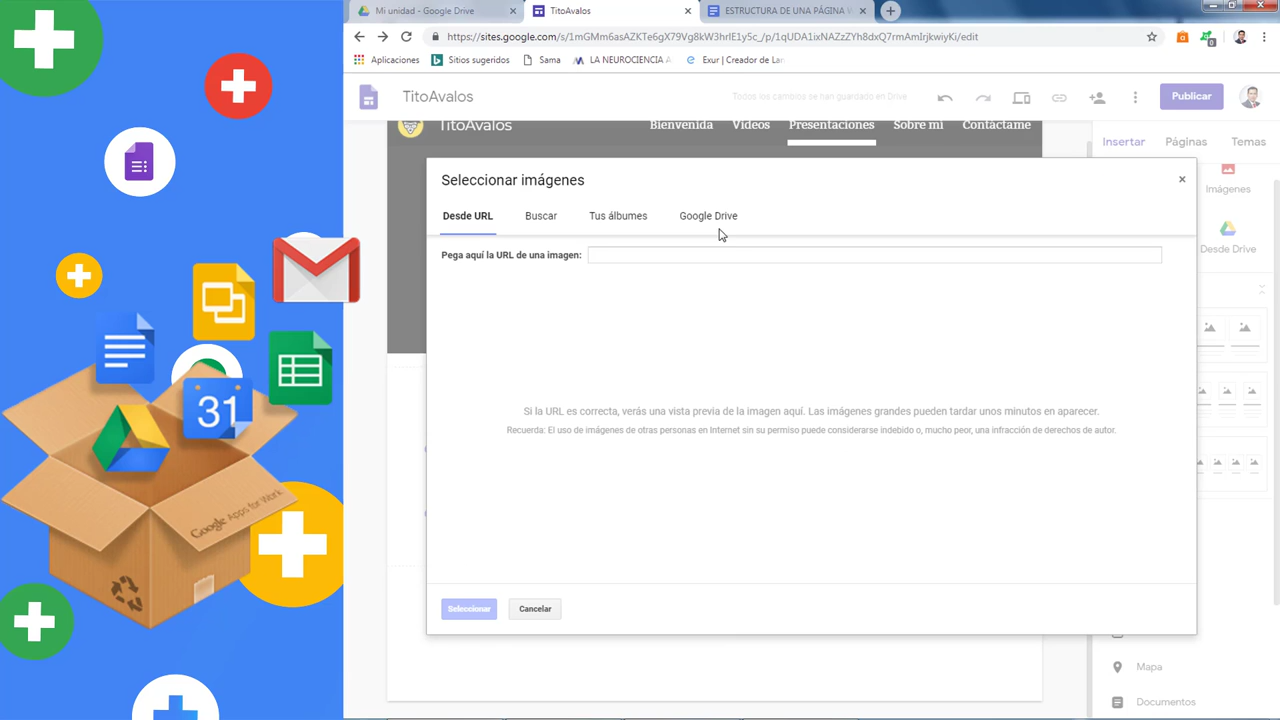 Mi unidad - Google Drive
TitoAvalos
ESTRUCTURA DE UNA PÁGINA W
https://sites.google.com/s/1mGMm6asAZKTe6gX79Vg8kW3hrIE1y5c_/p/1qUDA1ixNAZzZYh8dxQ7rmAmIrjkwiyKi/edit
Aplicaciones
Sitios sugeridos
Sama
LA NEUROCIENCIA A
Exur | Creador de Lan
TitoAvalos
Todos los cambios se han guardado en Drive
Publicar
TitoAvalos
Bienvenida
Videos
Presentaciones
Sobre mí
Contáctame
Insertar
Páginas
Temas
Seleccionar imágenes
Imágenes
Desde URL
Buscar
Tus álbumes
Google Drive
Desde Drive
Pega aquí la URL de una imagen:
Si la URL es correcta, verás una vista previa de la imagen aquí. Las imágenes grandes pueden tardar unos minutos en aparecer.
Recuerda: El uso de imágenes de otras personas en Internet sin su permiso puede considerarse indebido o, mucho peor, una infracción de derechos de autor.
Seleccionar
Cancelar
Mapa
Documentos
31
Google Apps for Work